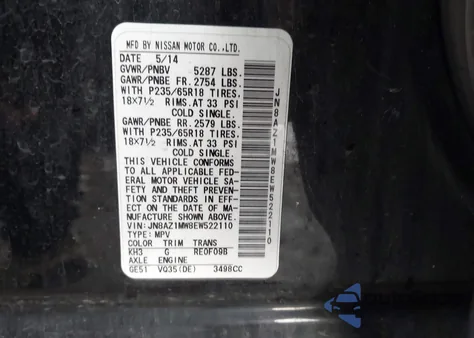 MFD BY NISSAN MOTOR CO.,LTD.
DATE 5/14
GVWR/PNBV 5287 LBS.
GAWR/PNBE FR. 2754 LBS.
WITH P235/65R18 TIRES.
18X7½ RIMS.AT 33 PSI
COLD SINGLE.
GAWR/PNBE RR. 2579 LBS.
WITH P235/65R18 TIRES.
18X7½ RIMS.AT 33 PSI
COLD SINGLE.
THIS VEHICLE CONFORMS
TO ALL APPLICABLE FED-
ERAL MOTOR VEHICLE SA-
FETY AND THEFT PREVEN-
TION STANDARDS IN EFF-
ECT ON THE DATE OF MA-
NUFACTURE SHOWN ABOVE.
VIN:JN8AZ1MW8EW522110
TYPE: MPV
COLOR TRIM TRANS
KH3 G RE0F09B
AXLE ENGINE
GE51 VQ35(DE) 3498CC
JN8AZ1MW8EW522110